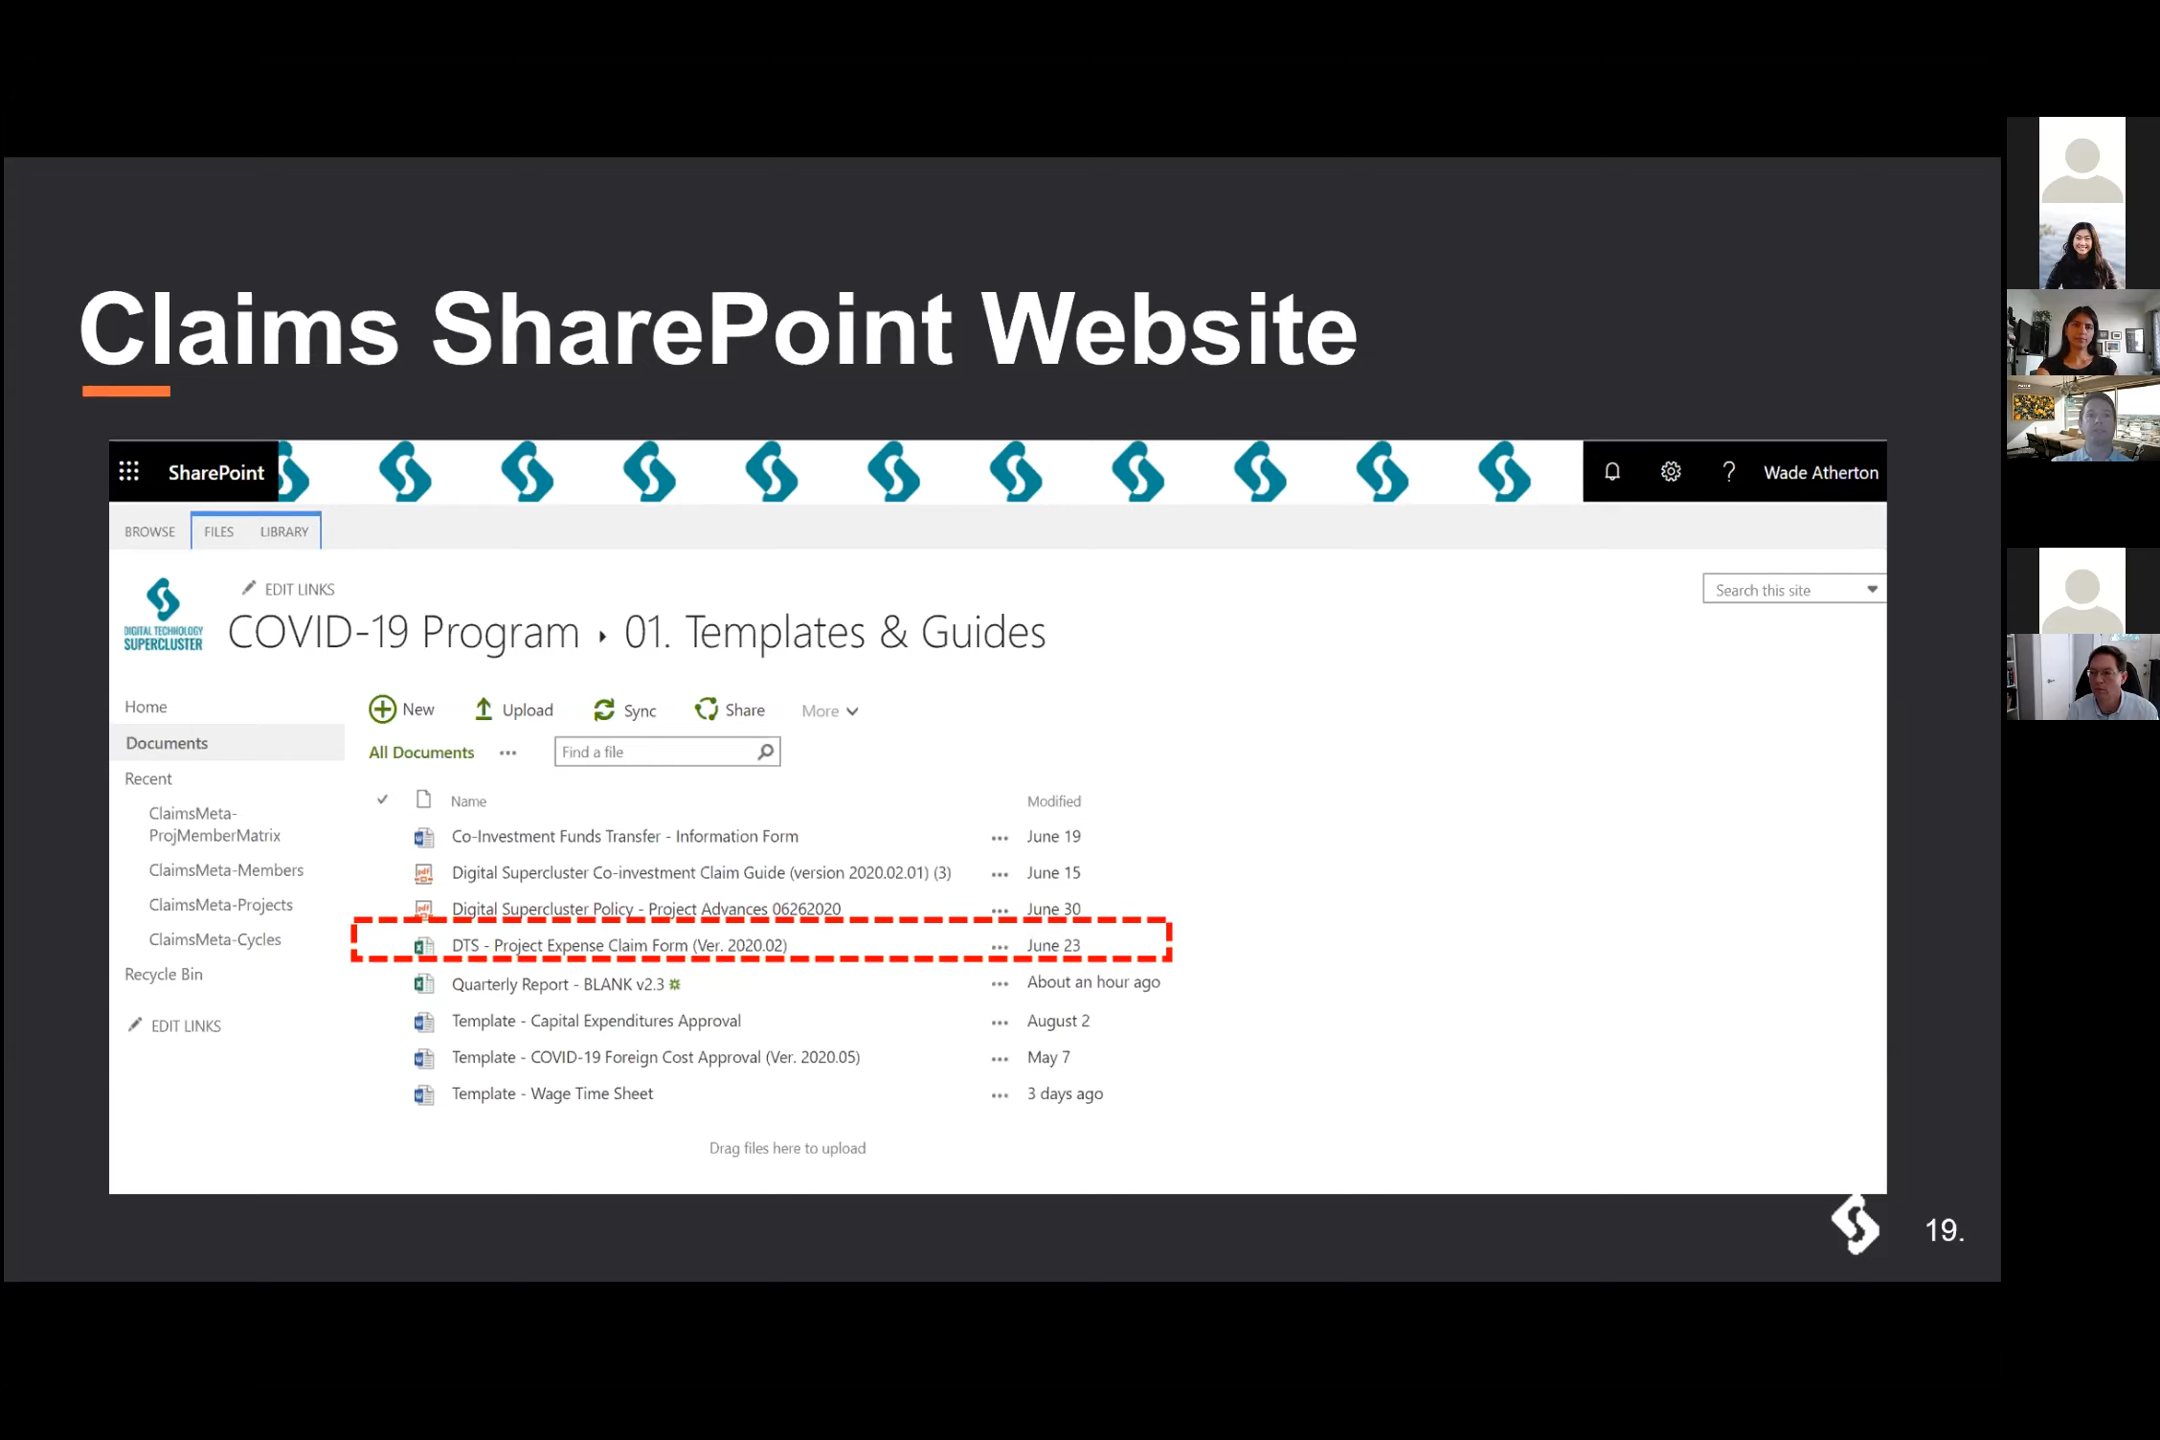 Claims SharePoint Website
SharePoint
? Wade Atherton
BROWSE FILES LIBRARY
EDIT LINKS
Search this site
DIGITAL TECHNOLOGY
SUPERCLUSTER
COVID-19 Program ‣ 01. Templates & Guides
Home
Documents
Recent
ClaimsMeta-
ProjMemberMatrix
ClaimsMeta-Members
ClaimsMeta-Projects
ClaimsMeta-Cycles
Recycle Bin
EDIT LINKS
New Upload Sync Share More
All Documents ··· Find a file
Name Modified
Co-Investment Funds Transfer - Information Form ··· June 19
pdf Digital Supercluster Co-investment Claim Guide (version 2020.02.01) (3) ··· June 15
pdf Digital Supercluster Policy - Project Advances 06262020 ··· June 30
DTS - Project Expense Claim Form (Ver. 2020.02) ··· June 23
Quarterly Report - BLANK v2.3 ··· About an hour ago
Template - Capital Expenditures Approval ··· August 2
Template - COVID-19 Foreign Cost Approval (Ver. 2020.05) ··· May 7
Template - Wage Time Sheet ··· 3 days ago
Drag files here to upload
19.